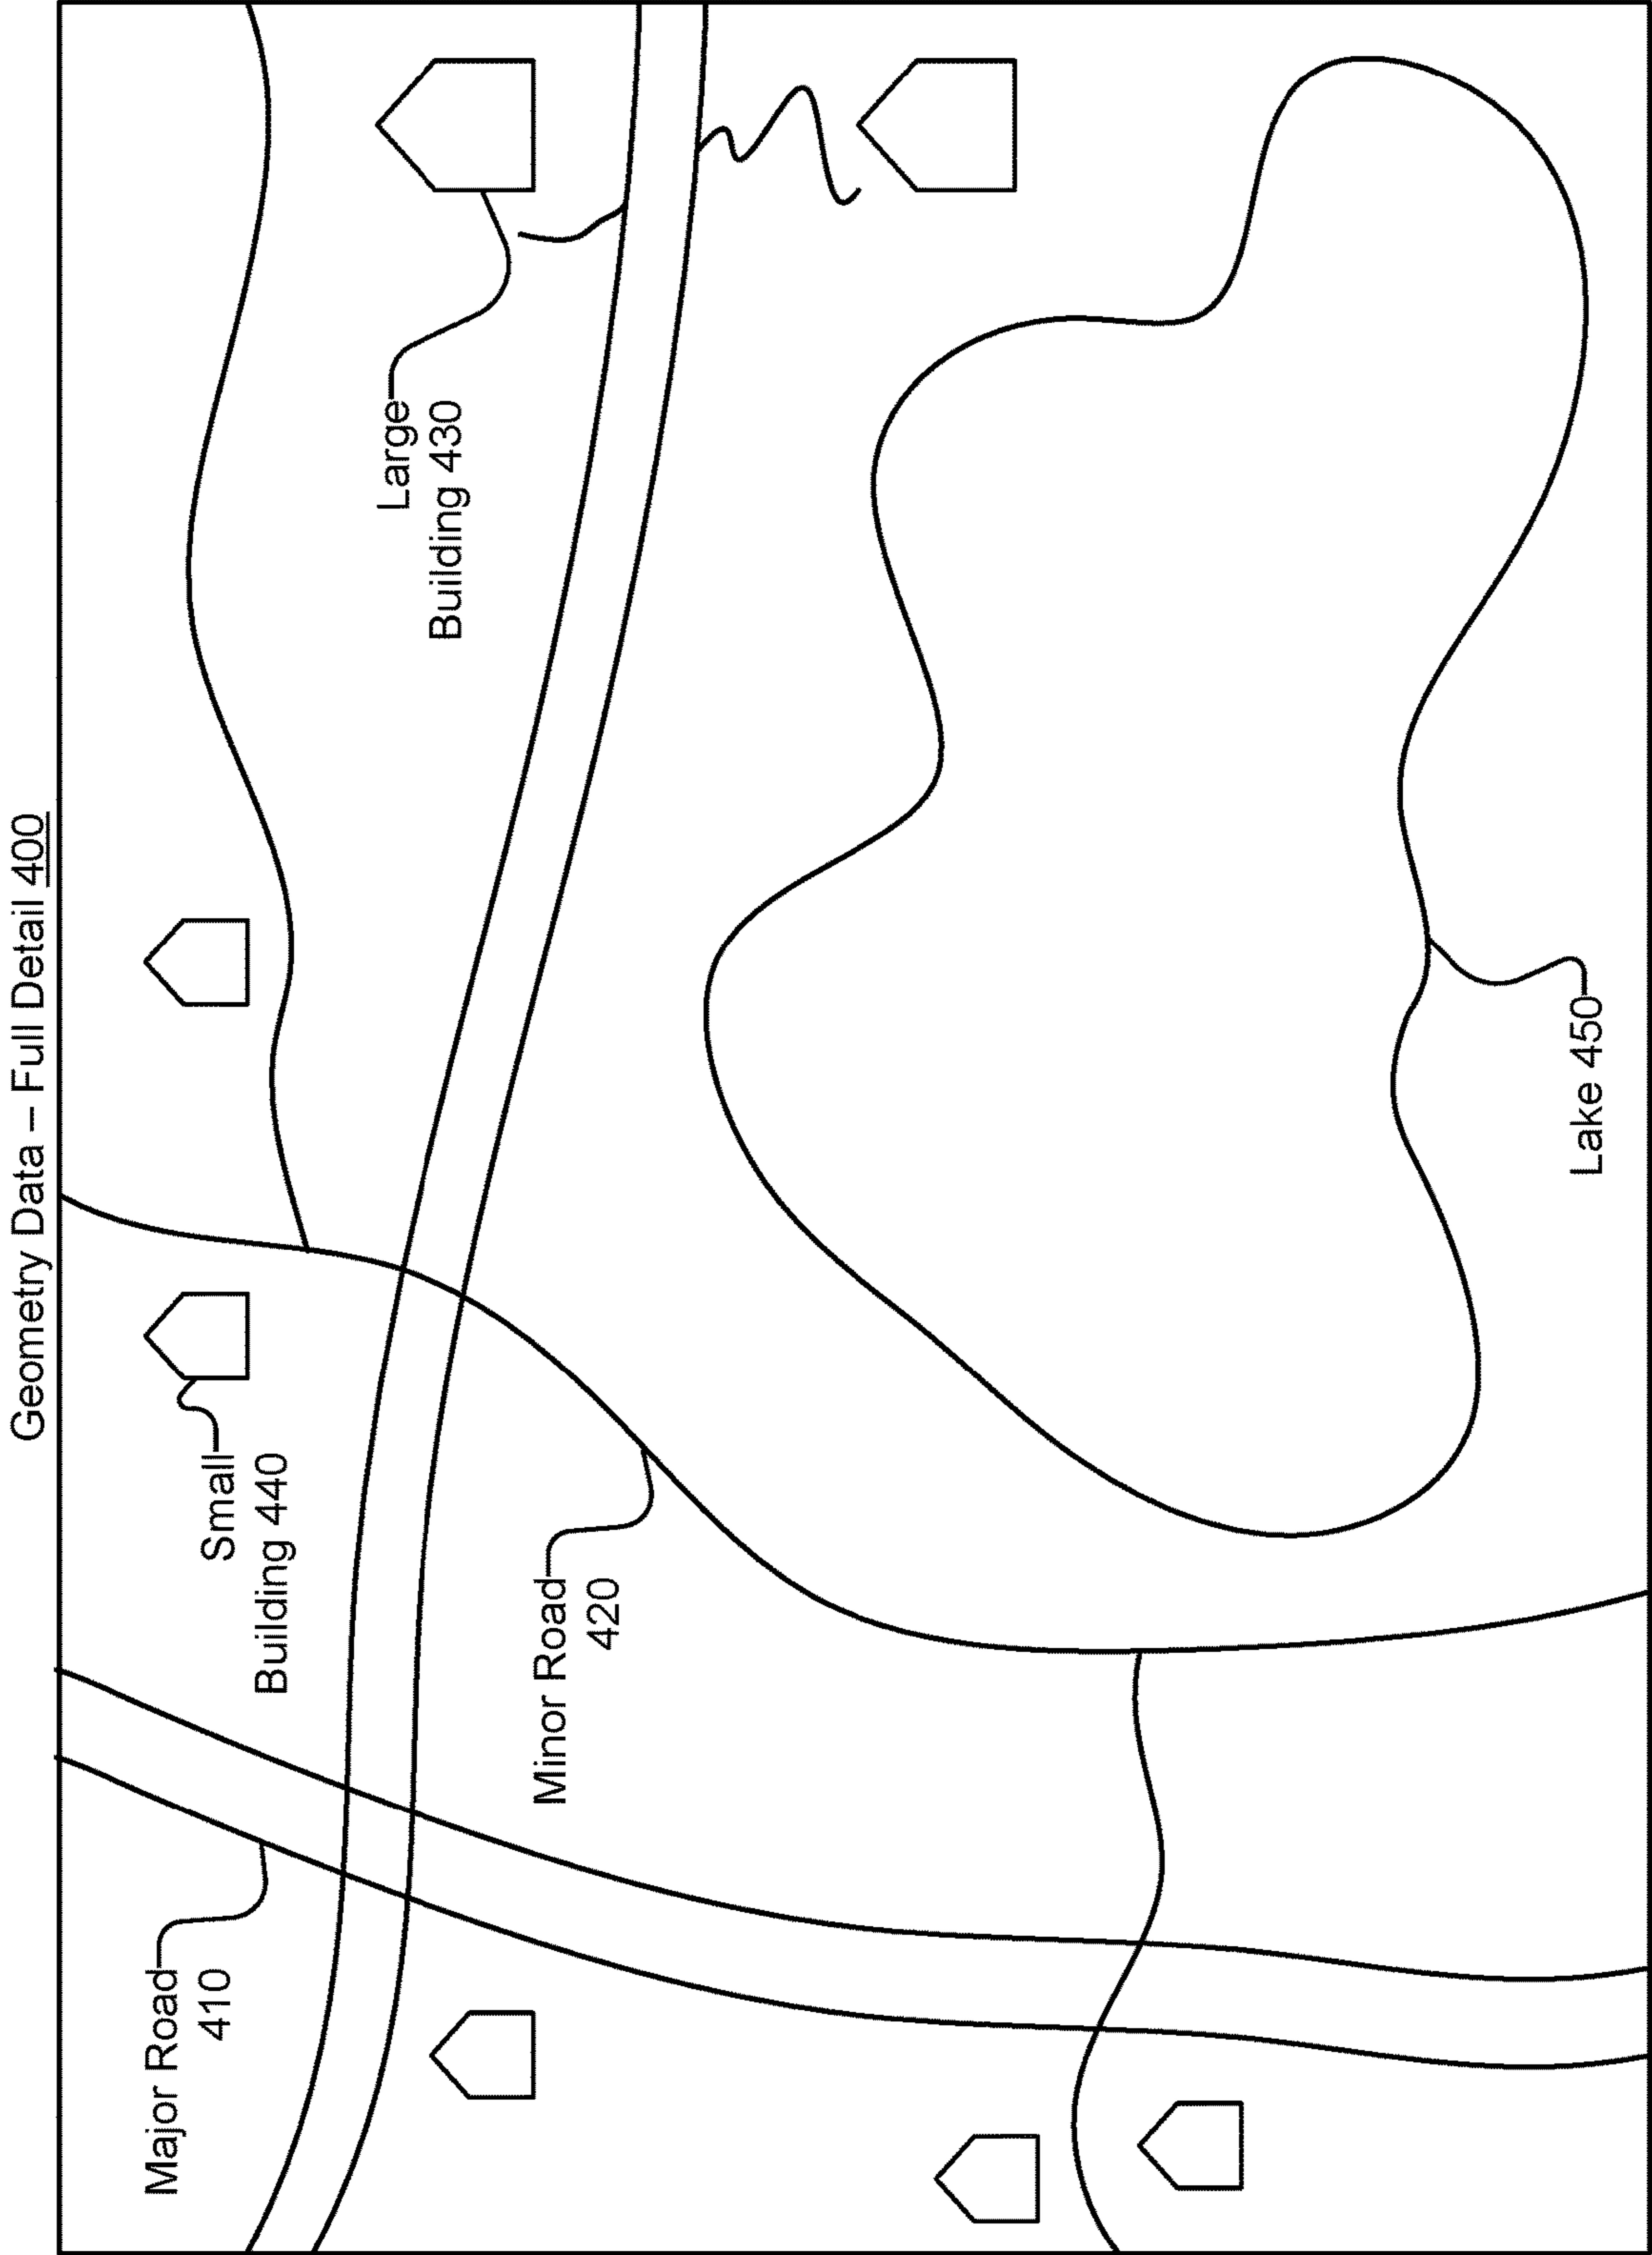 Geometry Data – Full Detail 400
Major Road
410
Small
Building 440
Large
Building 430
Minor Road
420
Lake 450